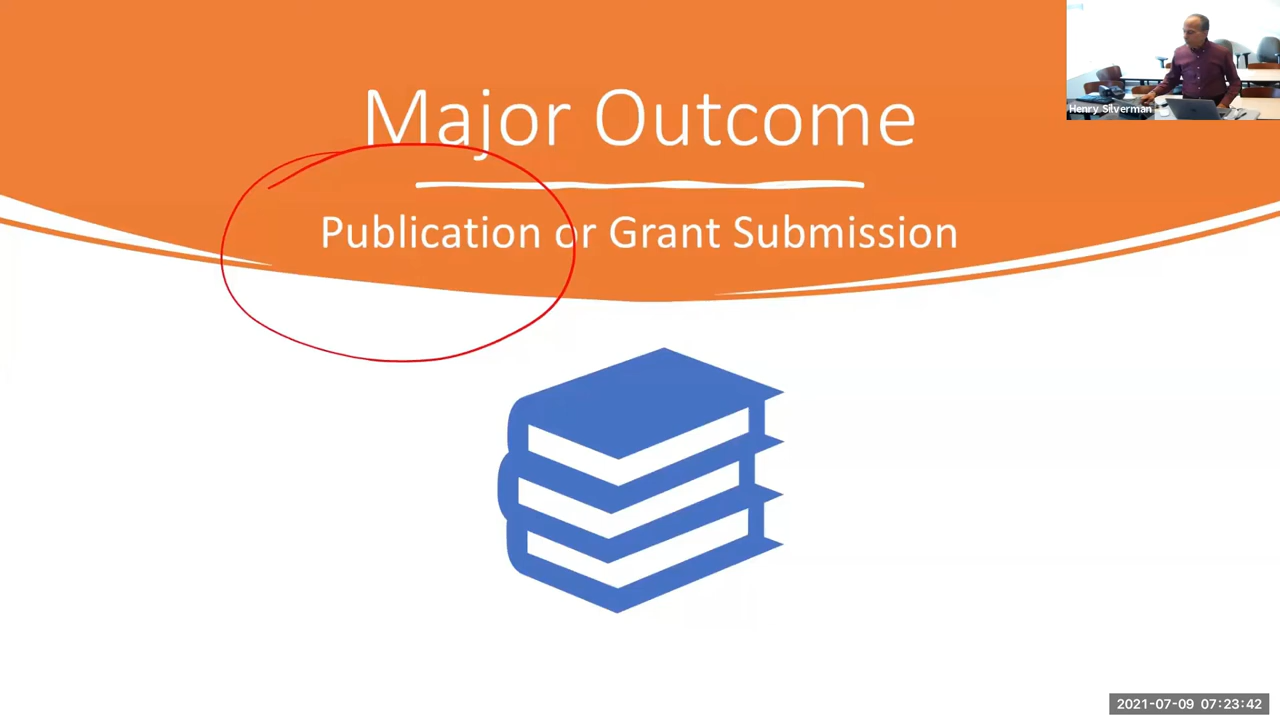 Henry Silverman
Major Outcome
Publication or Grant Submission
2021-07-09 07:23:42